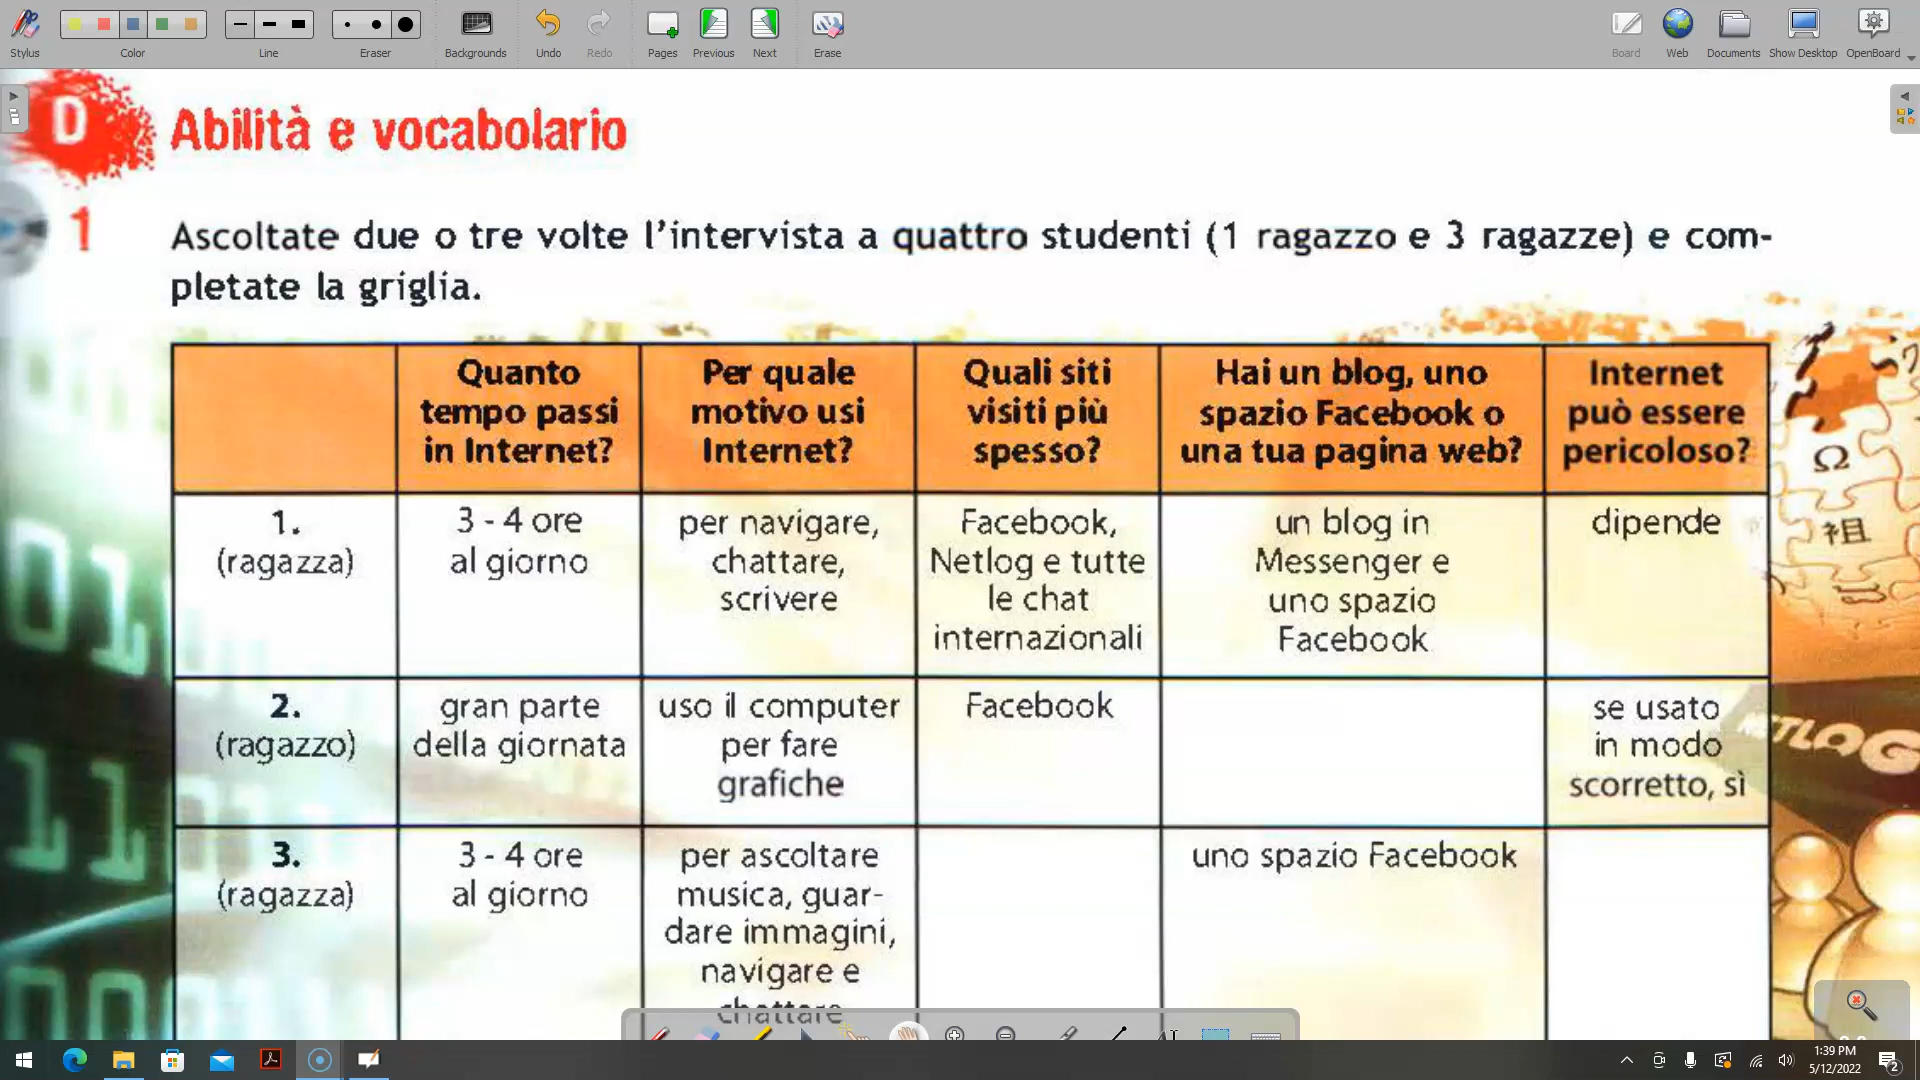 Stylus
Color
Line
Eraser
Backgrounds
Undo
Redo
Pages
Previous
Next
Erase
Board
Web
Documents
Show Desktop
OpenBoard
D
Abilità e vocabolario
1
Ascoltate due o tre volte l'intervista a quattro studenti (1 ragazzo e 3 ragazze) e com-
pletate la griglia.
Quanto
tempo passi
in Internet?
Per quale
motivo usi
Internet?
Quali siti
visiti più
spesso?
Hai un blog, uno
spazio Facebook o
una tua pagina web?
Internet
può essere
pericoloso?
1.
(ragazza)
3 - 4 ore
al giorno
per navigare,
chattare,
scrivere
Facebook,
Netlog e tutte
le chat
internazionali
un blog in
Messenger e
uno spazio
Facebook
dipende
2.
(ragazzo)
gran parte
della giornata
uso il computer
per fare
grafiche
Facebook
se usato
in modo
scorretto, sì
3.
(ragazza)
3 - 4 ore
al giorno
per ascoltare
musica, guar-
dare immagini,
navigare e
chattare
uno spazio Facebook
Ω
祖
NETLOG
1:39 PM
5/12/2022
2